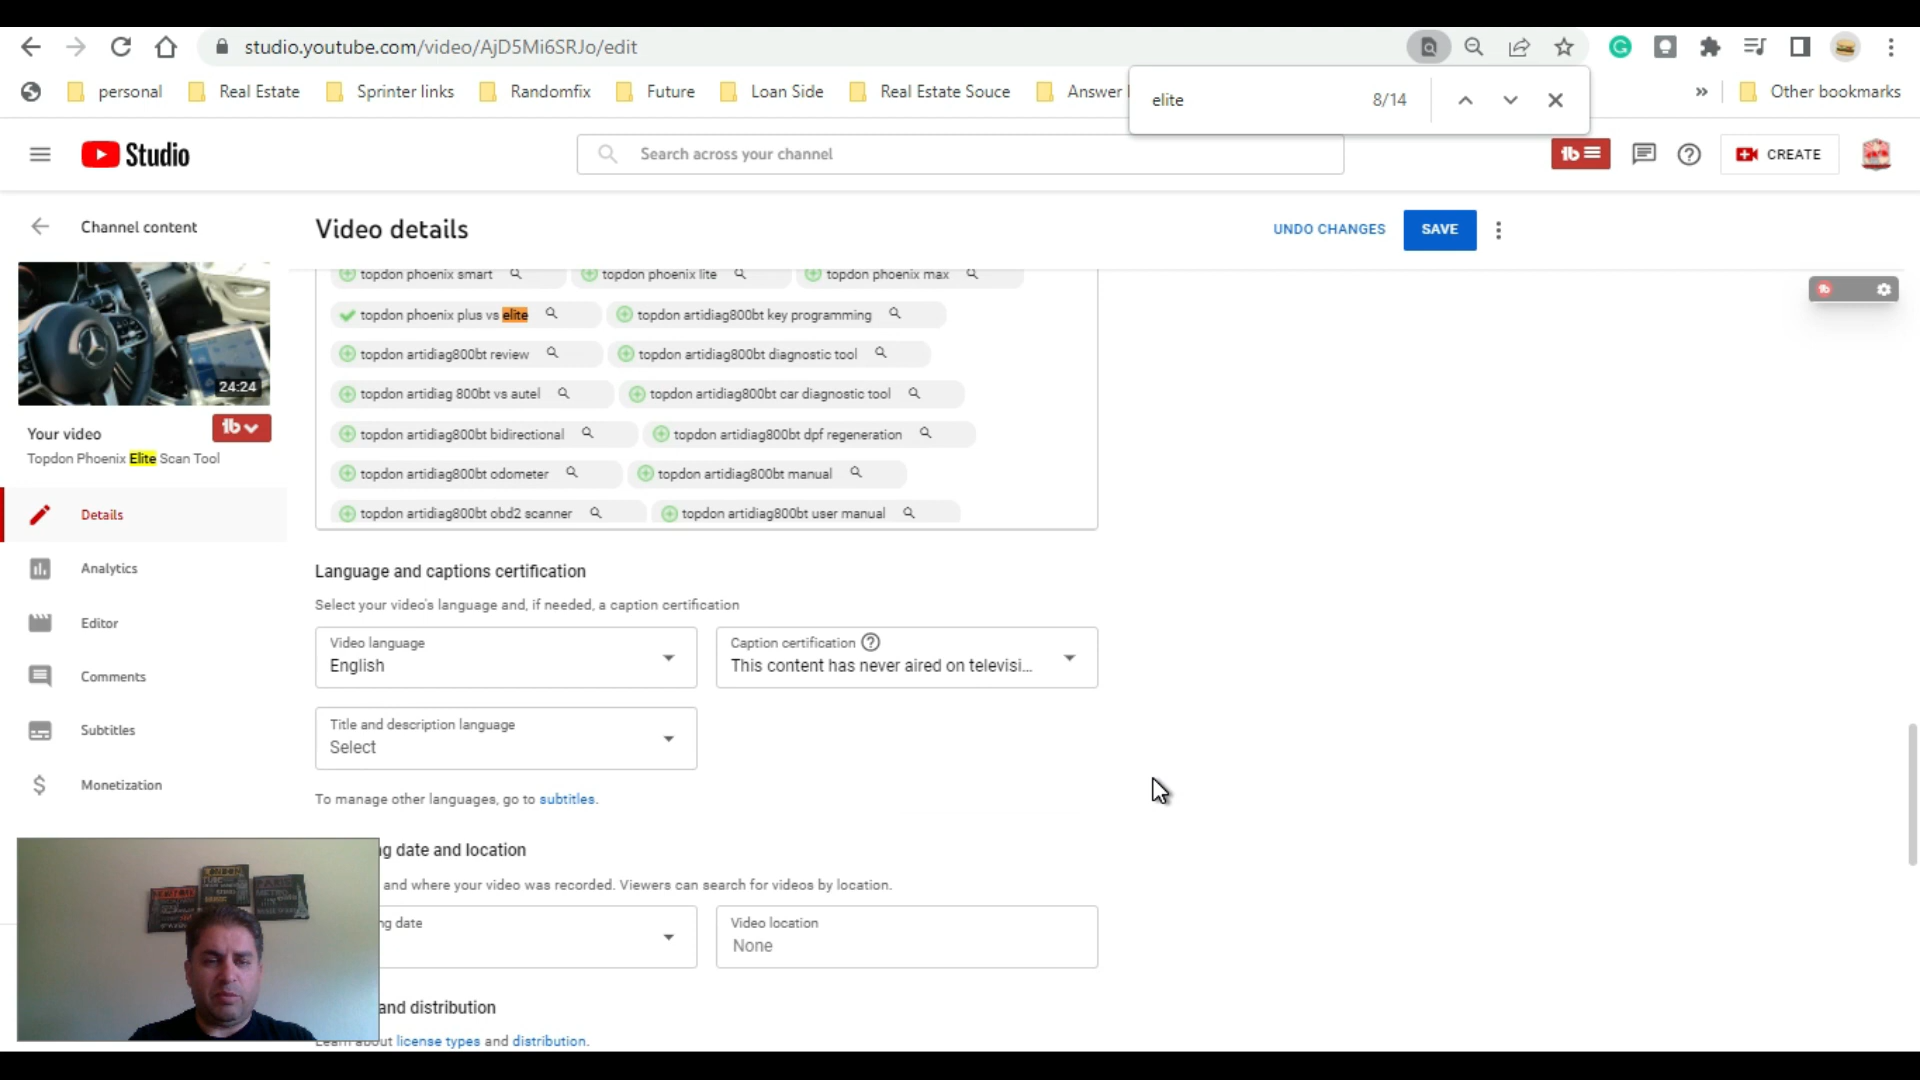 studio.youtube.com/video/AjD5Mi6SRJo/edit
personal Real Estate Sprinter links Randomfix Future Loan Side Real Estate Souce Answer » Other bookmarks
elite 8/14
Studio
Search across your channel
CREATE
Channel content
Video details
UNDO CHANGES
SAVE
topdon phoenix smart topdon phoenix lite topdon phoenix max
topdon phoenix plus vs elite topdon artidiag800bt key programming
topdon artidiag800bt review topdon artidiag800bt diagnostic tool
topdon artidiag 800bt vs autel topdon artidiag800bt car diagnostic tool
topdon artidiag800bt bidirectional topdon artidiag800bt dpf regeneration
topdon artidiag800bt odometer topdon artidiag800bt manual
topdon artidiag800bt obd2 scanner topdon artidiag800bt user manual
24:24
Your video
Topdon Phoenix Elite Scan Tool
Details
Analytics
Editor
Comments
Subtitles
Monetization
Language and captions certification
Select your video's language and, if needed, a caption certification
Video language
English
Caption certification
This content has never aired on televisi...
Title and description language
Select
To manage other languages, go to subtitles.
ng date and location
and where your video was recorded. Viewers can search for videos by location.
ng date
Video location
None
and distribution
Learn about license types and distribution.